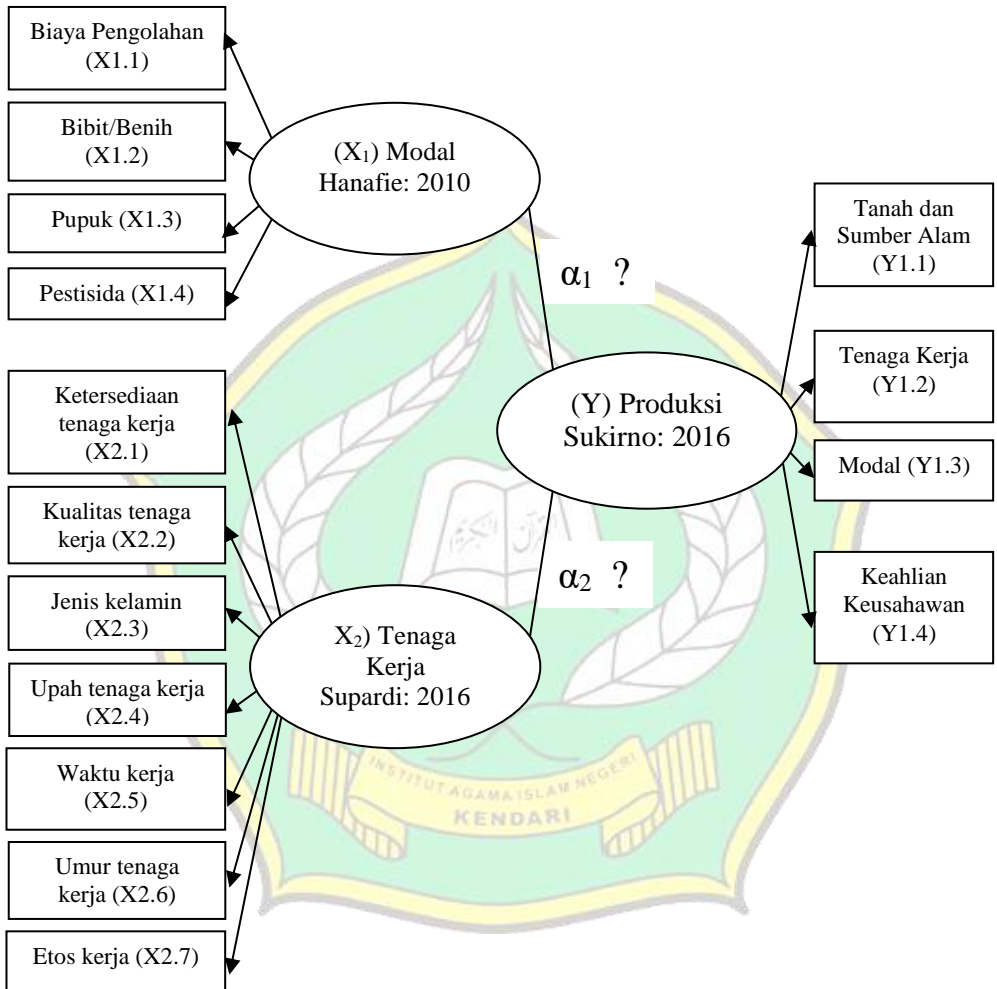 Biaya Pengolahan
(X1.1)
Bibit/Benih
(X1.2)
Pupuk (X1.3)
Pestisida (X1.4)
(X₁) Modal
Hanafie: 2010
Ketersediaan
tenaga kerja
(X2.1)
Kualitas tenaga
kerja (X2.2)
Jenis kelamin
(X2.3)
Upah tenaga kerja
(X2.4)
Waktu kerja
(X2.5)
Umur tenaga
kerja (X2.6)
Etos kerja (X2.7)
X₂) Tenaga
Kerja
Supardi: 2016
α₁ ?
α₂ ?
(Y) Produksi
Sukirno: 2016
Tanah dan
Sumber Alam
(Y1.1)
Tenaga Kerja
(Y1.2)
Modal (Y1.3)
Keahlian
Keusahawan
(Y1.4)
INSTITUT AGAMA ISLAM NEGERI
KENDARI